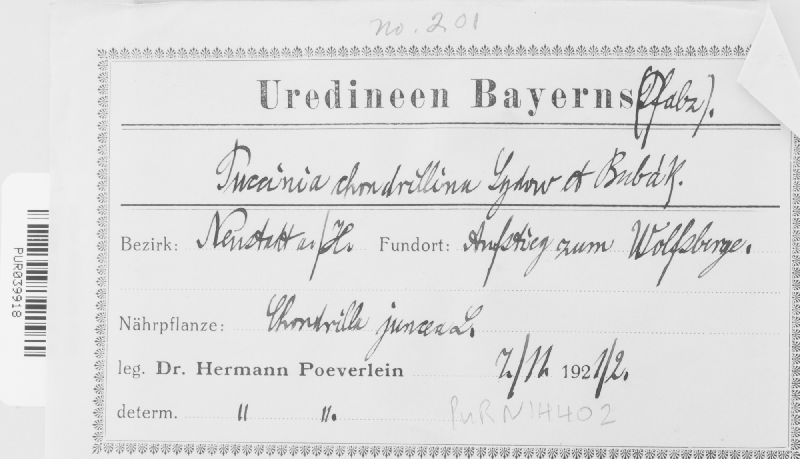 no. 201
Uredineen Bayerns (Pfalz).
Puccinia chondrillina Sydow et Bubák.
Bezirk: Neustadt a/H. Fundort: Aufstieg zum Wolfsberge.
Nährpflanze: Chondrilla juncea L.
leg. Dr. Hermann Poeverlein 7/11 1921/2.
determ. " ".
PUR N14402
PUR039918